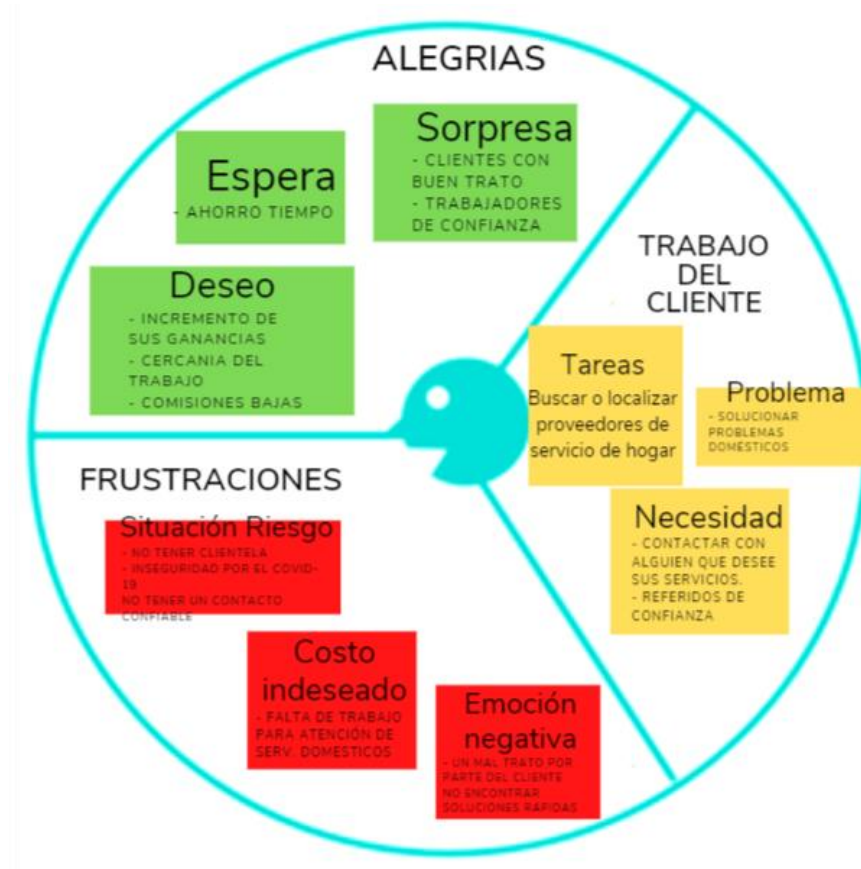 ALEGRIAS
Sorpresa
- CLIENTES CON
BUEN TRATO
- TRABAJADORES
DE CONFIANZA
Espera
- AHORRO TIEMPO
Deseo
- INCREMENTO DE
SUS GANANCIAS
- CERCANIA DEL
TRABAJO
- COMISIONES BAJAS
TRABAJO
DEL
CLIENTE
Tareas
Buscar o localizar
proveedores de
servicio de hogar
Problema
- SOLUCIONAR
PROBLEMAS
DOMÉSTICOS
Necesidad
- CONTACTAR CON
ALGUIEN QUE DESEE
SUS SERVICIOS.
- REFERIDOS DE
CONFIANZA
FRUSTRACIONES
Situación Riesgo
- NO TENER CLIENTELA
- INSEGURIDAD POR EL COVID-
19
NO TENER UN CONTACTO
CONFIABLE
Costo
indeseado
- FALTA DE TRABAJO
PARA ATENCIÓN DE
SERV. DOMESTICOS
Emoción
negativa
- UN MAL TRATO POR
PARTE DEL CLIENTE
NO ENCONTRAR
SOLUCIONES RAPIDAS